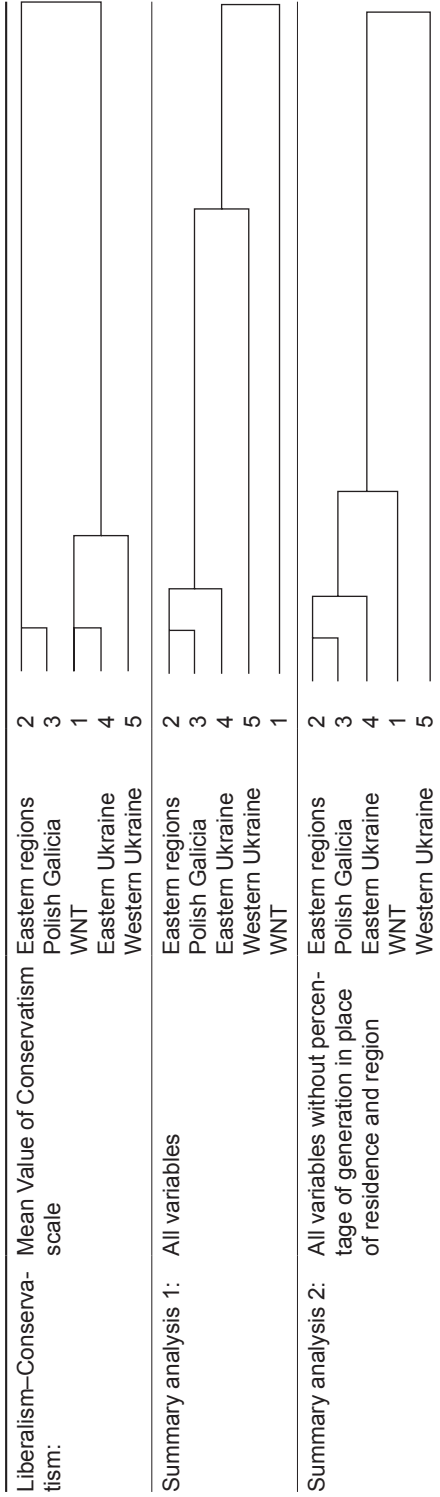 Liberalism–Conserva-
tism:
Mean Value of Conservatism
scale
Eastern regions 2
Polish Galicia 3
WNT 1
Eastern Ukraine 4
Western Ukraine 5
Summary analysis 1:
All variables
Eastern regions 2
Polish Galicia 3
Eastern Ukraine 4
Western Ukraine 5
WNT 1
Summary analysis 2:
All variables without percen-
tage of generation in place
of residence and region
Eastern regions 2
Polish Galicia 3
Eastern Ukraine 4
WNT 1
Western Ukraine 5